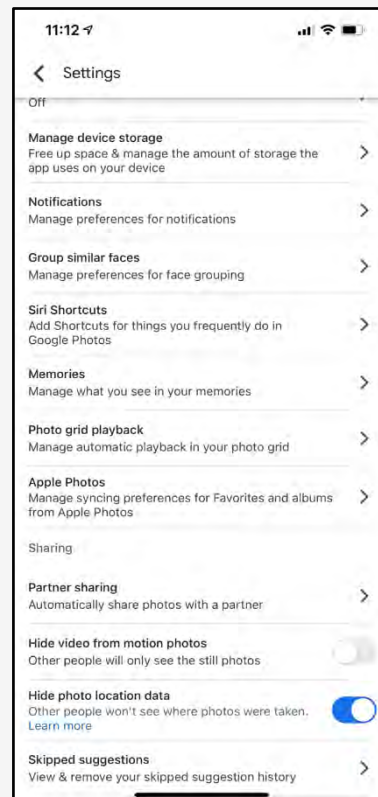 11:12
Settings
Off
Manage device storage
Free up space & manage the amount of storage the
app uses on your device
Notifications
Manage preferences for notifications
Group similar faces
Manage preferences for face grouping
Siri Shortcuts
Add Shortcuts for things you frequently do in
Google Photos
Memories
Manage what you see in your memories
Photo grid playback
Manage automatic playback in your photo grid
Apple Photos
Manage syncing preferences for Favorites and albums
from Apple Photos
Sharing
Partner sharing
Automatically share photos with a partner
Hide video from motion photos
Other people will only see the still photos
Hide photo location data
Other people won't see where photos were taken.
Learn more
Skipped suggestions
View & remove your skipped suggestion history